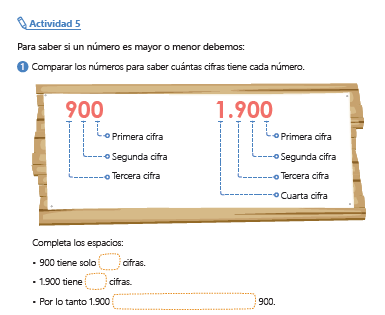 Actividad 5
Para saber si un número es mayor o menor debemos:
1 Comparar los números para saber cuántas cifras tiene cada número.
900 1.900
Primera cifra Primera cifra
Segunda cifra Segunda cifra
Tercera cifra Tercera cifra
Cuarta cifra
Completa los espacios:
• 900 tiene solo cifras.
• 1.900 tiene cifras.
• Por lo tanto 1.900 900.